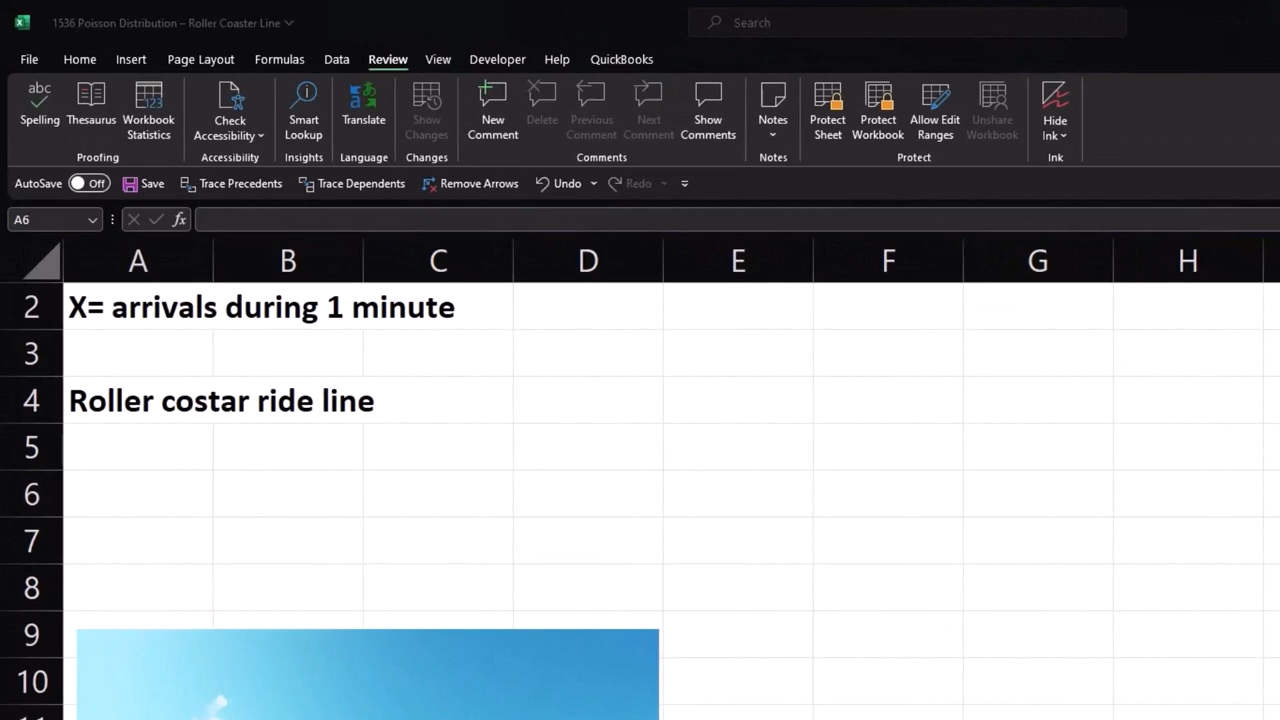 1536 Poisson Distribution – Roller Coaster Line
Search
File Home Insert Page Layout Formulas Data Review View Developer Help QuickBooks
abc
Spelling Thesaurus Workbook Statistics Check Accessibility Smart Lookup Translate Show Changes New Comment Delete Previous Comment Next Comment Show Comments Notes Protect Sheet Protect Workbook Allow Edit Ranges Unshare Workbook Hide Ink
Proofing Accessibility Insights Language Changes Comments Notes Protect Ink
AutoSave Off Save Trace Precedents Trace Dependents Remove Arrows Undo Redo
A6 fx
A B C D E F G H
2 X= arrivals during 1 minute
3
4 Roller costar ride line
5
6
7
8
9
10